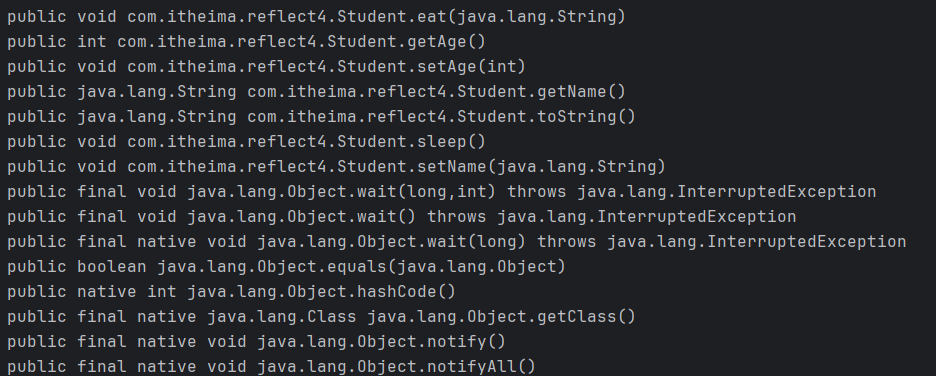 public void com.itheima.reflect4.Student.eat(java.lang.String)
public int com.itheima.reflect4.Student.getAge()
public void com.itheima.reflect4.Student.setAge(int)
public java.lang.String com.itheima.reflect4.Student.getName()
public java.lang.String com.itheima.reflect4.Student.toString()
public void com.itheima.reflect4.Student.sleep()
public void com.itheima.reflect4.Student.setName(java.lang.String)
public final void java.lang.Object.wait(long,int) throws java.lang.InterruptedException
public final void java.lang.Object.wait() throws java.lang.InterruptedException
public final native void java.lang.Object.wait(long) throws java.lang.InterruptedException
public boolean java.lang.Object.equals(java.lang.Object)
public native int java.lang.Object.hashCode()
public final native java.lang.Class java.lang.Object.getClass()
public final native void java.lang.Object.notify()
public final native void java.lang.Object.notifyAll()